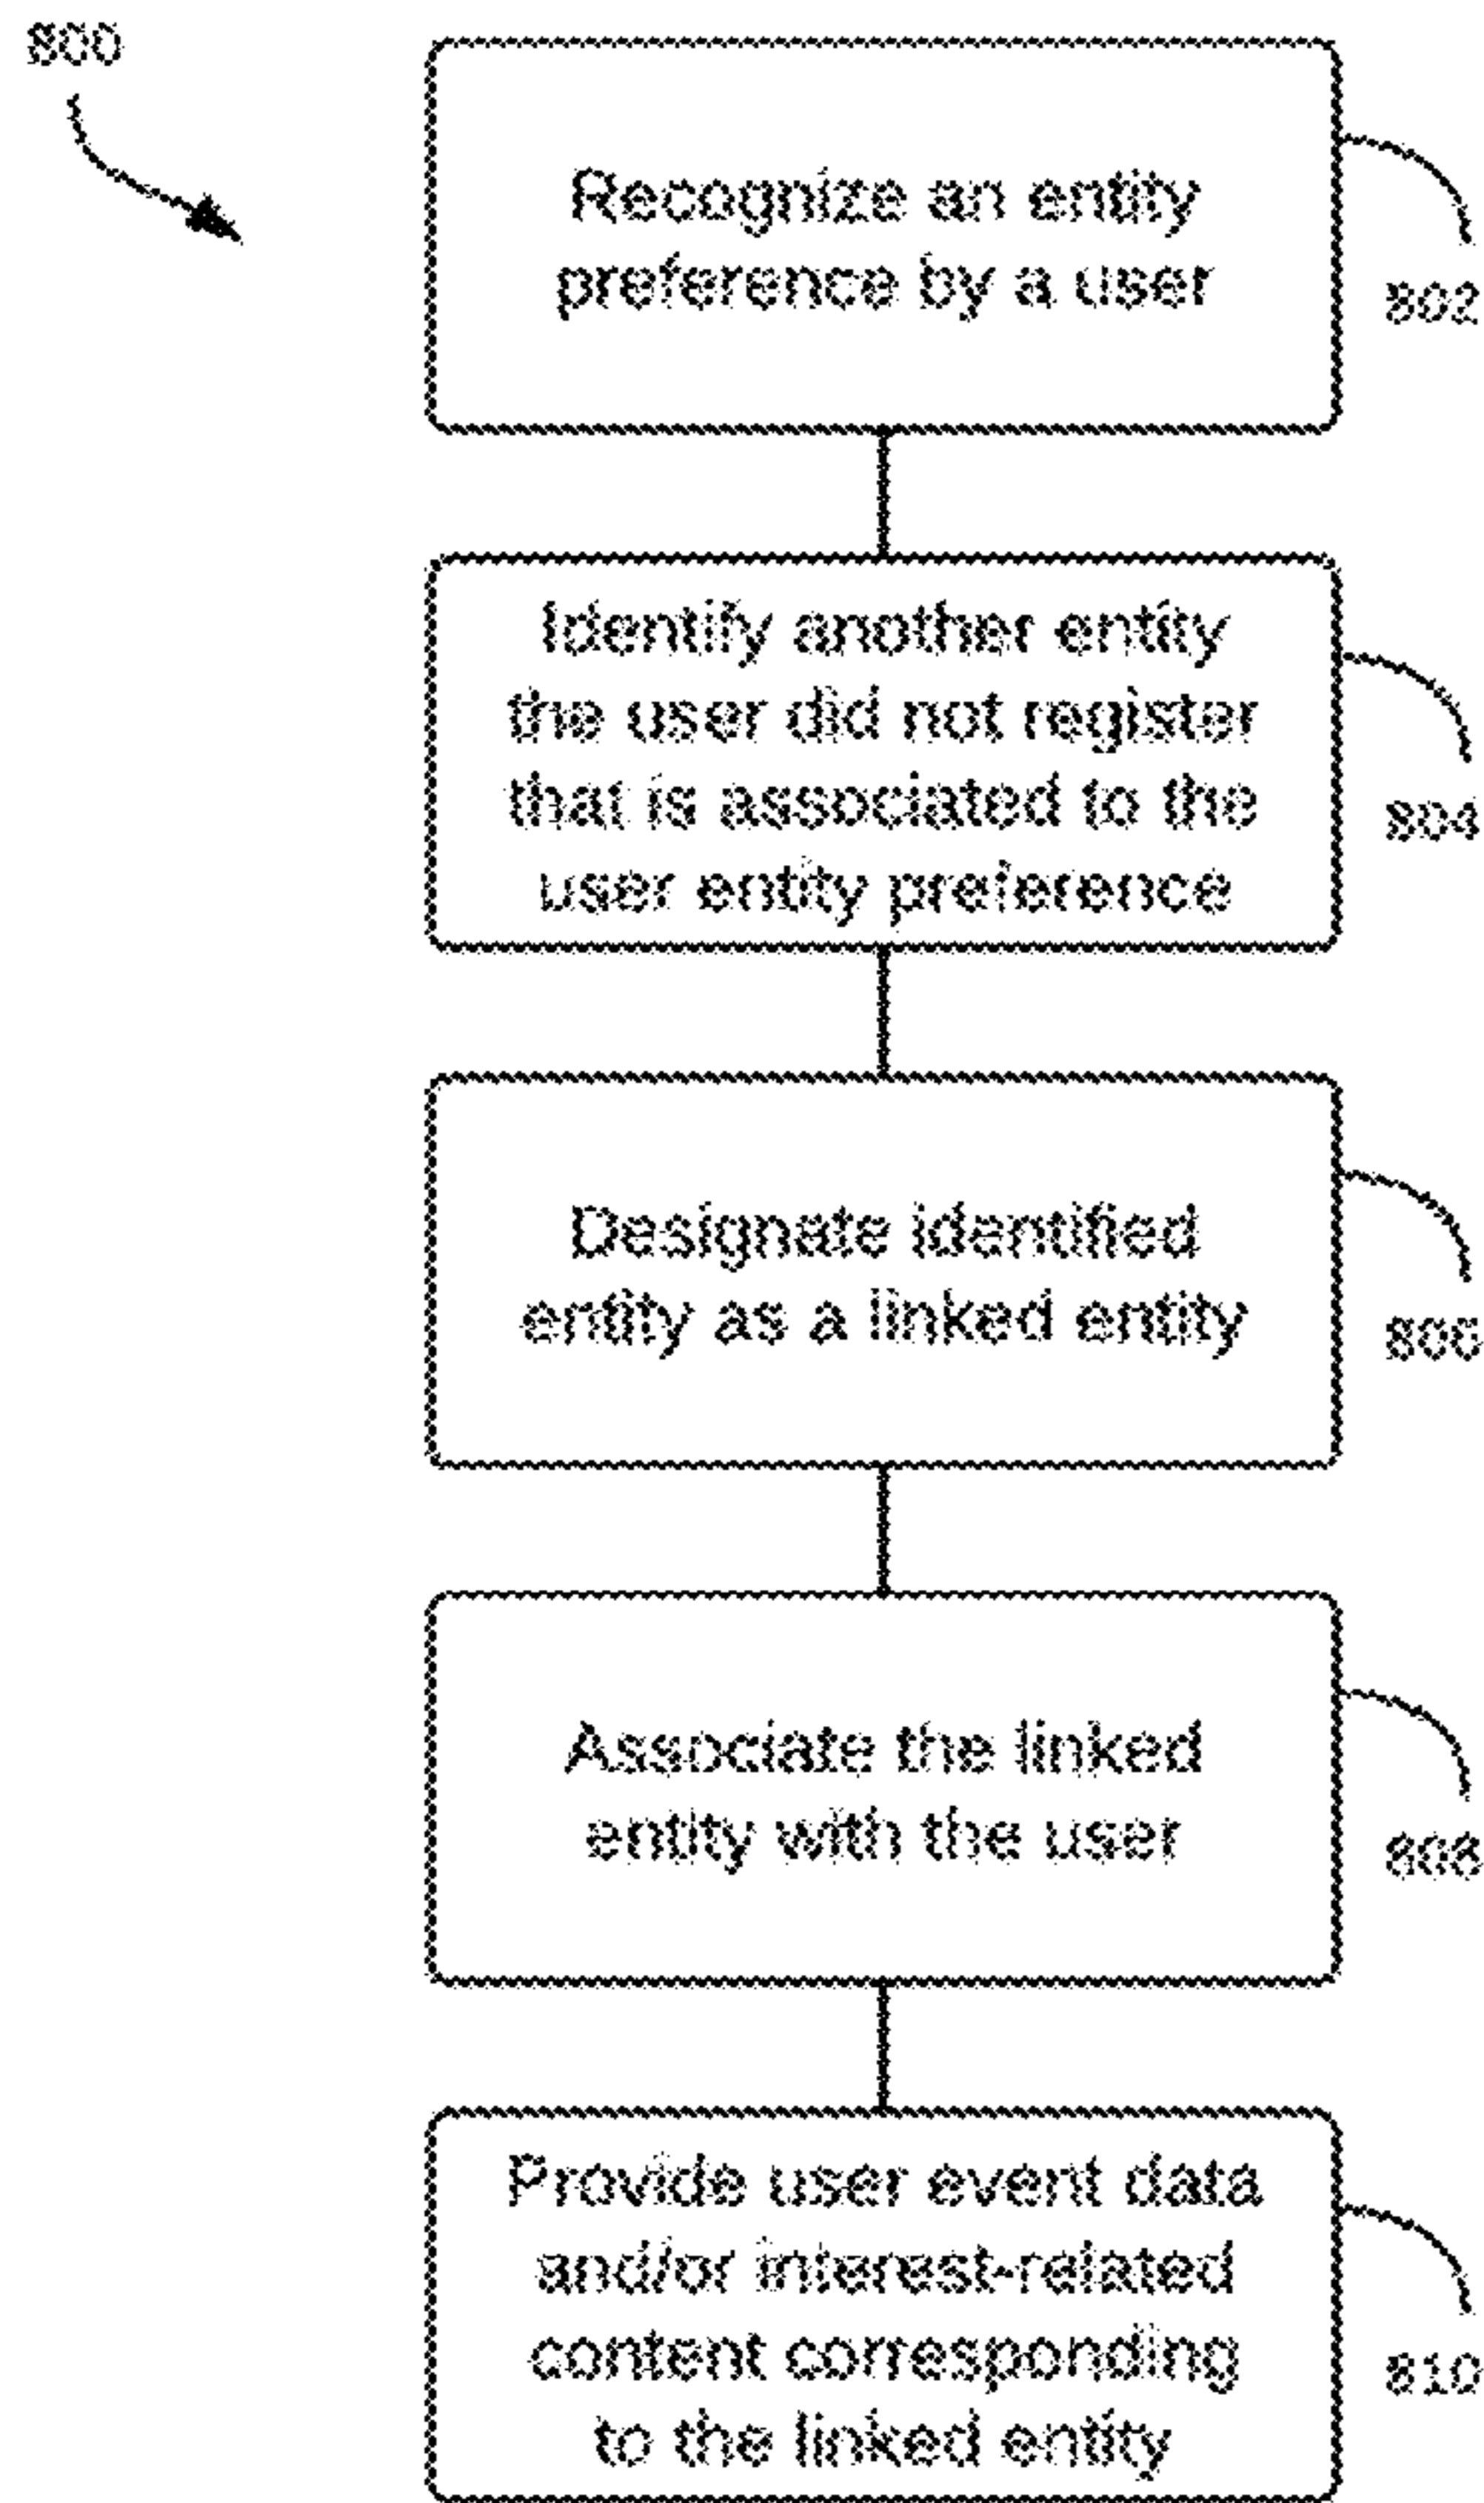 800
Recognize an entity
preference by a user
802
Identify another entity
the user did not register
that is associated to the
user entity preference
804
Designate identified
entity as a linked entity
Associate the linked
entity with the user
808
Provide user event data
and/or interest-related
content corresponding
to the linked entity
810